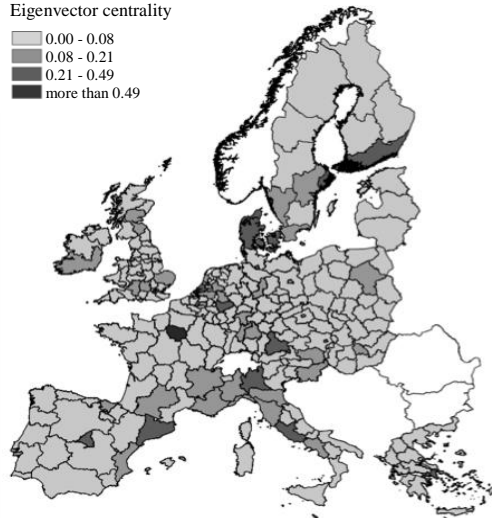 Eigenvector centrality
0.00 - 0.08
0.08 - 0.21
0.21 - 0.49
more than 0.49